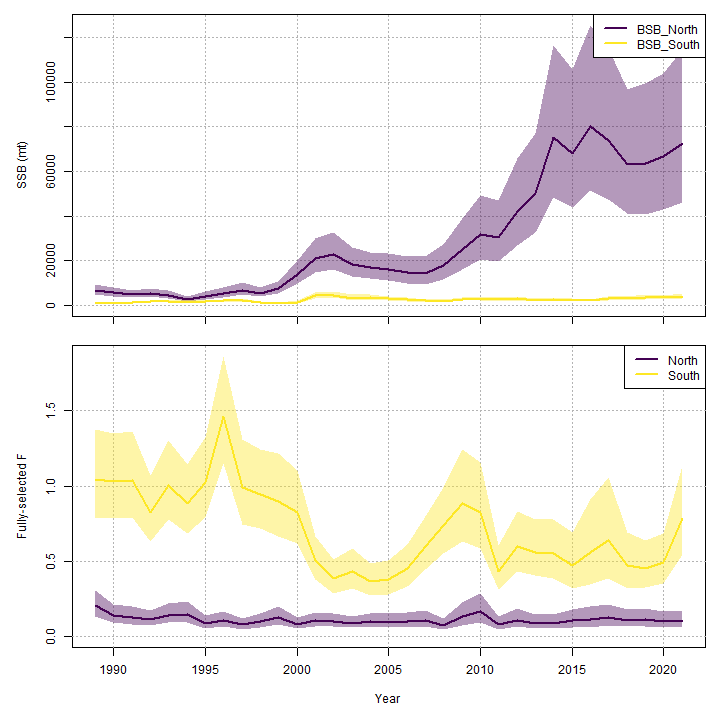 BSB_North
BSB_South
SSB (mt)
100000
60000
20000
0
North
South
Fully-selected F
1.5
1.0
0.5
0.0
1990 1995 2000 2005 2010 2015 2020
Year